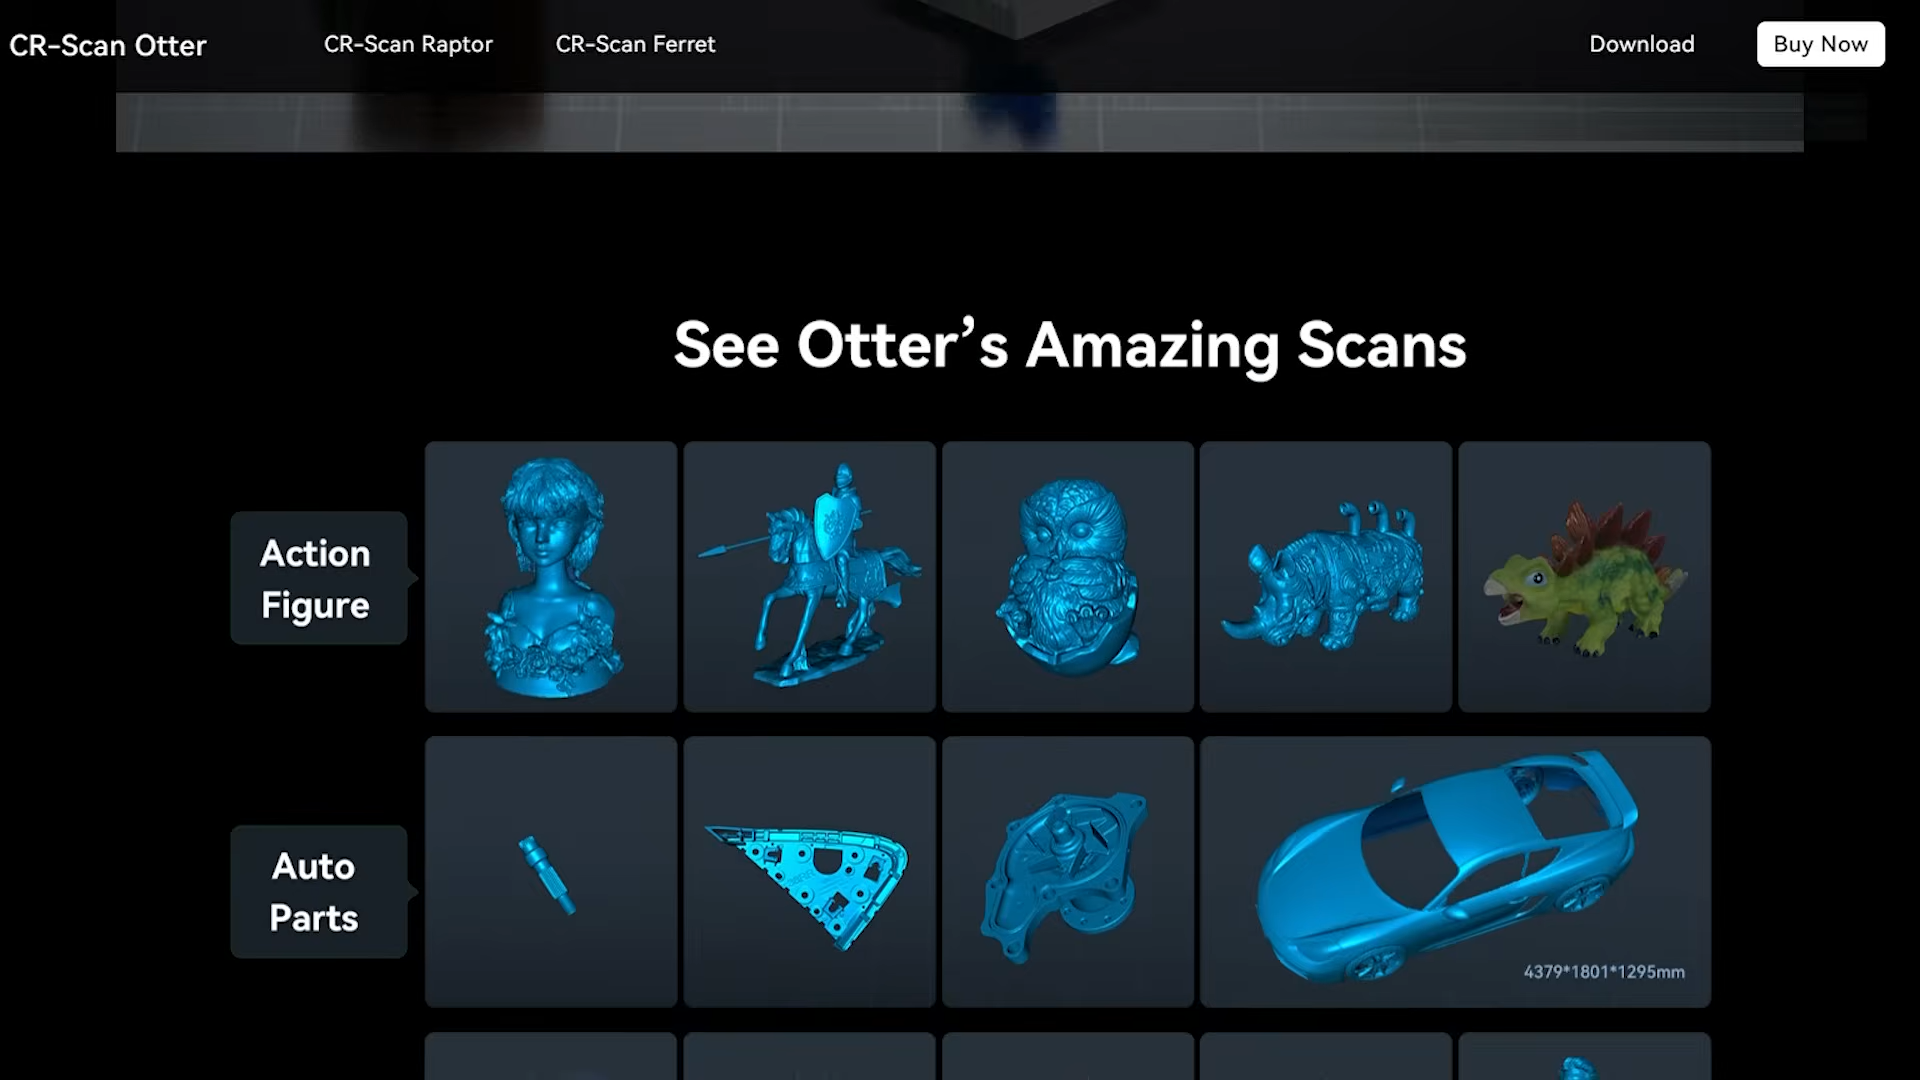 CR-Scan Otter
CR-Scan Raptor
CR-Scan Ferret
Download
Buy Now
See Otter’s Amazing Scans
Action
Figure
Auto
Parts
4379*1801*1295mm